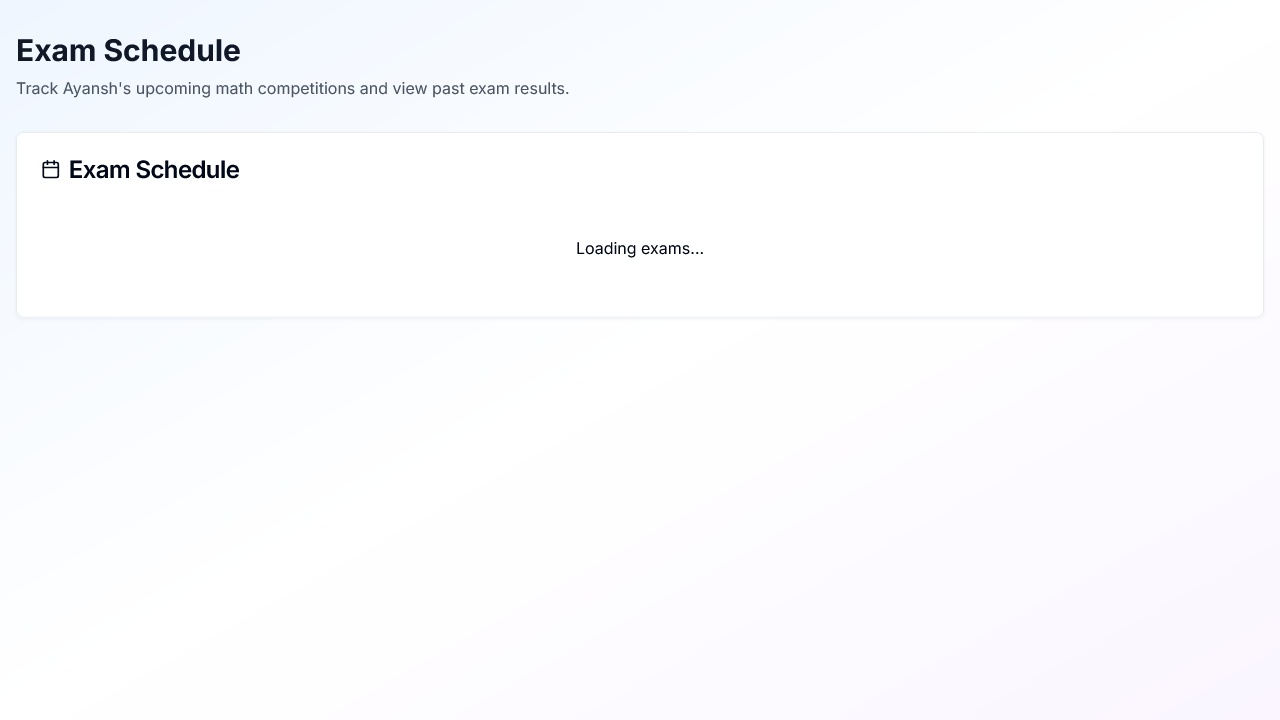 Exam Schedule
Track Ayansh's upcoming math competitions and view past exam results.
Exam Schedule
Loading exams...